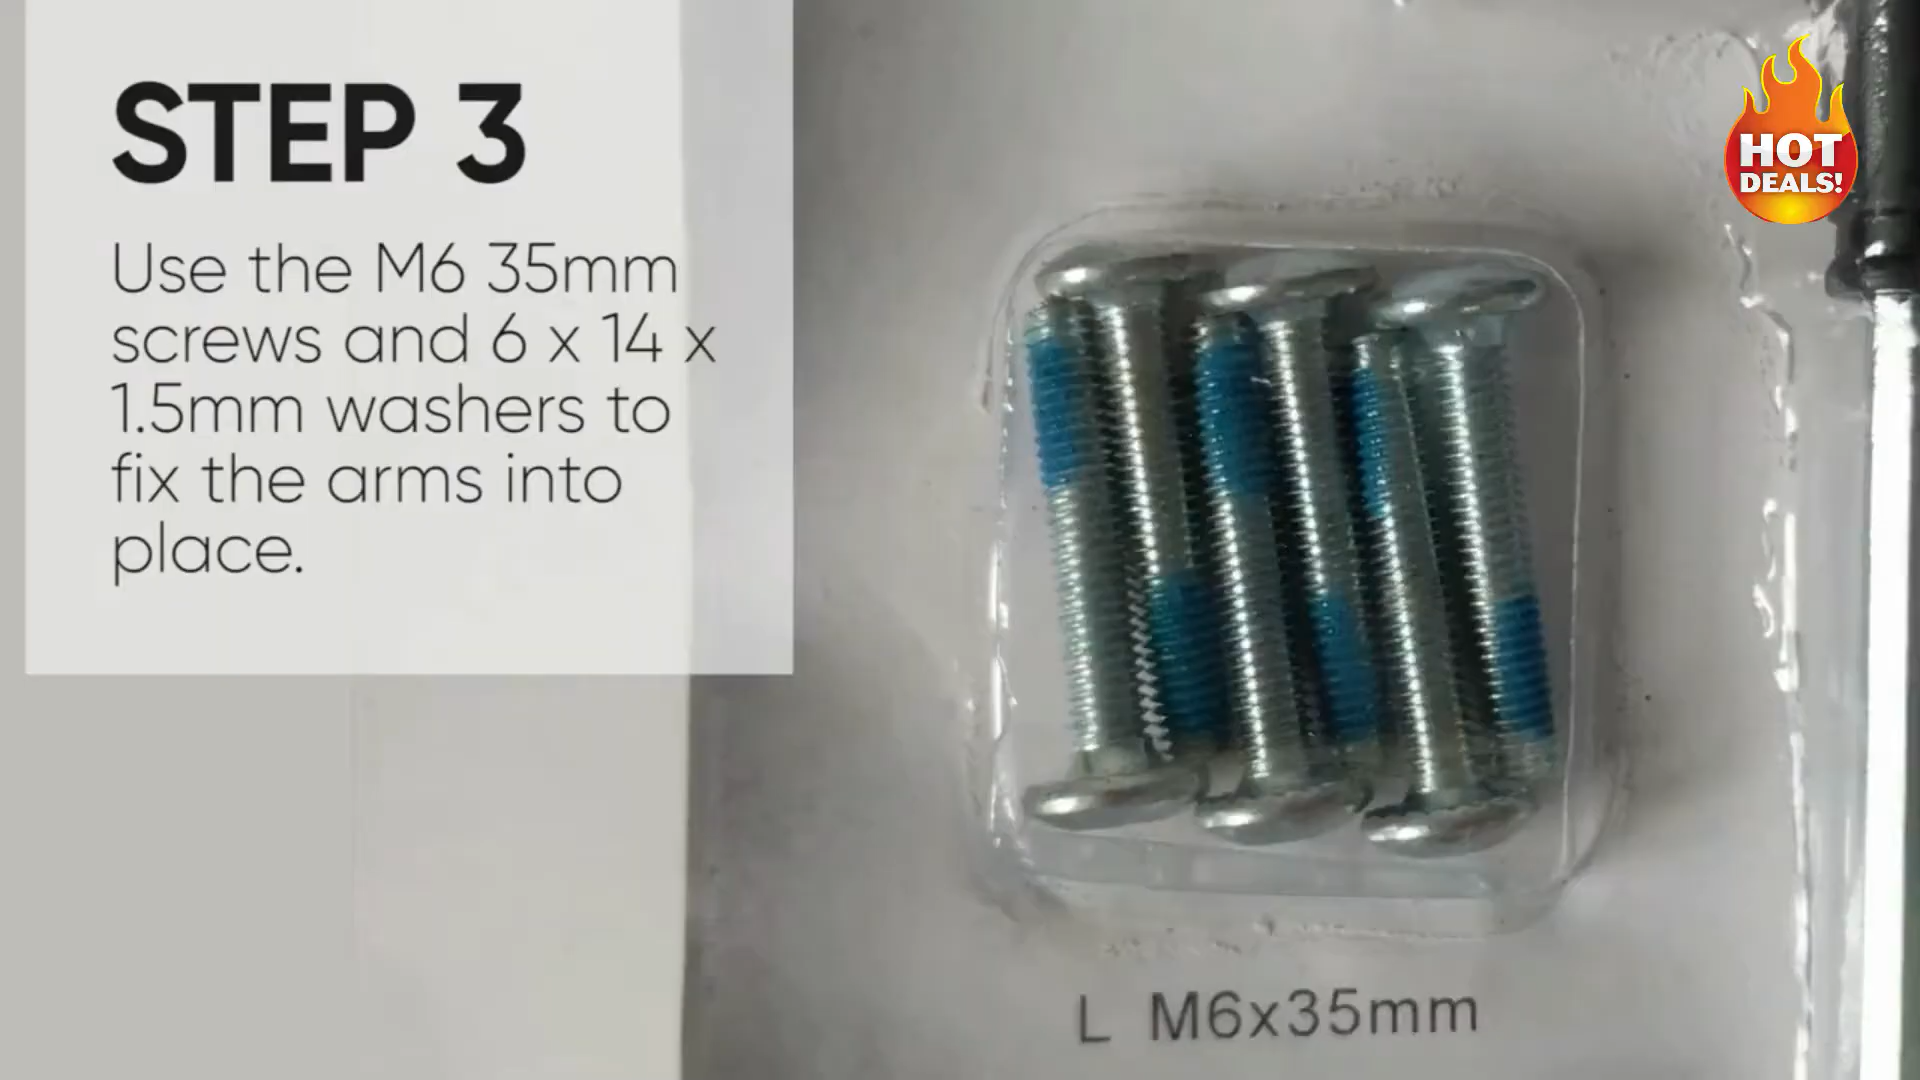 STEP 3
Use the M6 35mm
screws and 6 x 14 x
1.5mm washers to
fix the arms into
place.
HOT
DEALS!
L M6x35mm